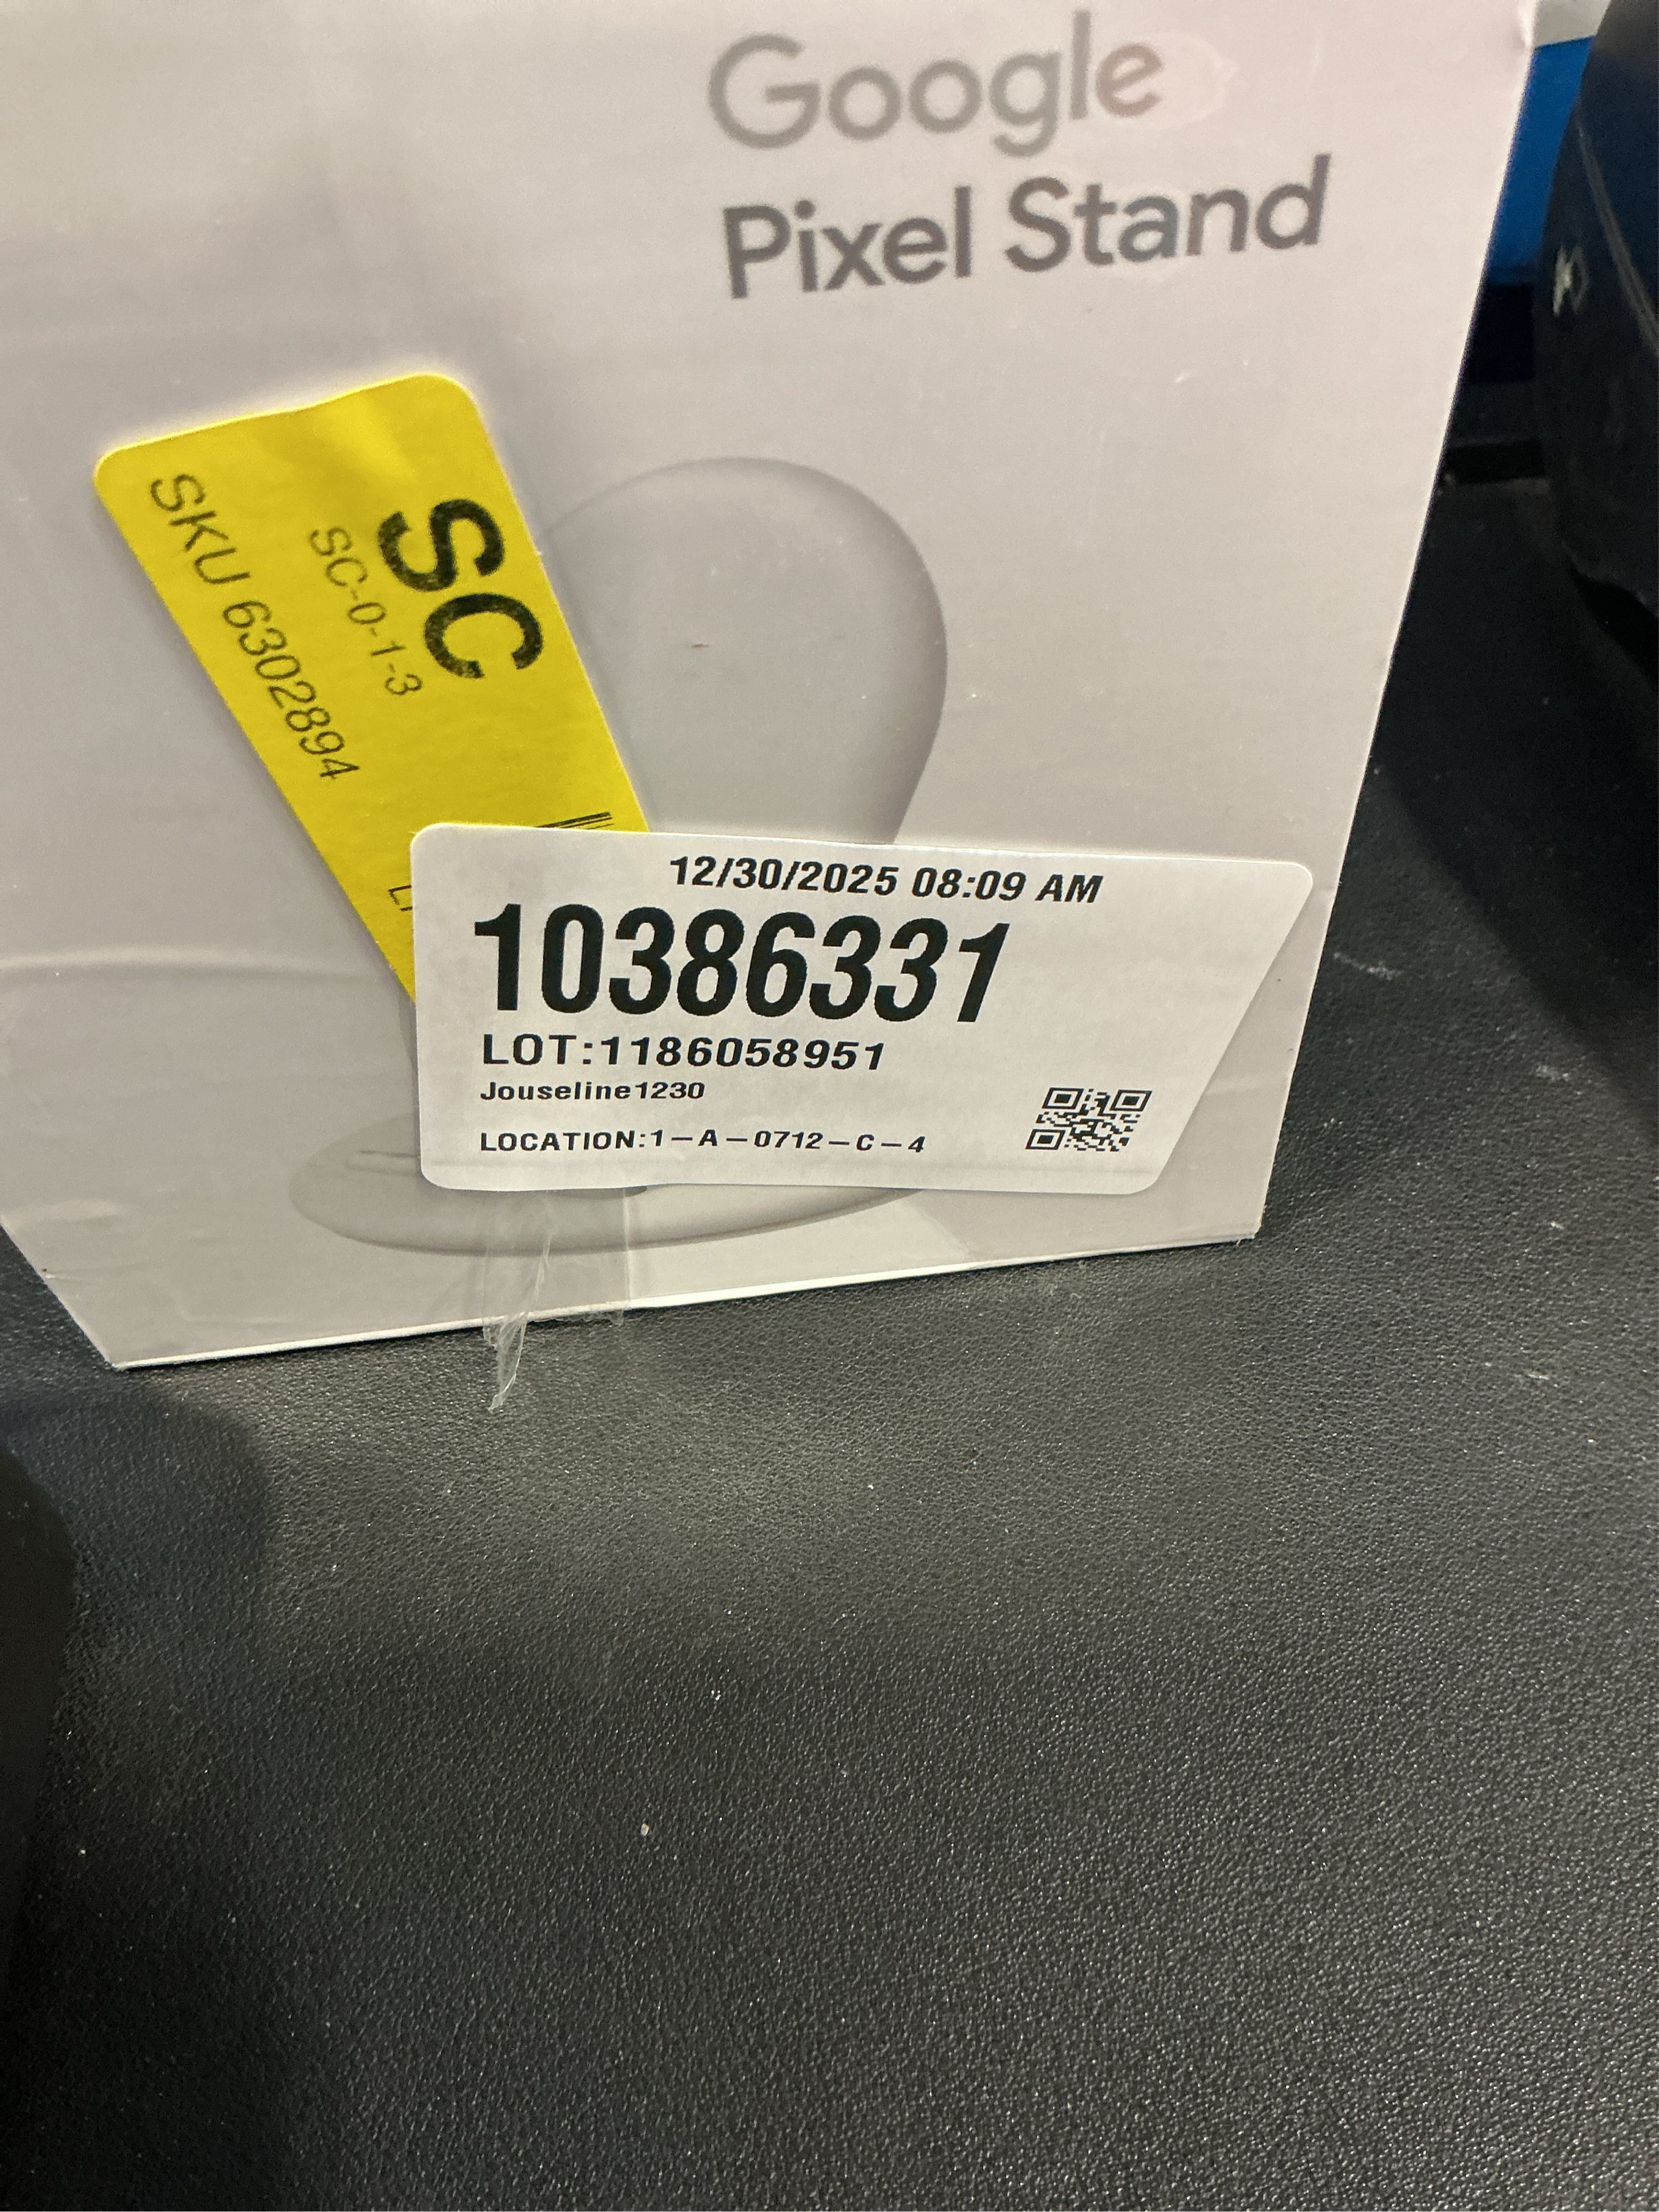 Google
Pixel Stand
SC
SC-0-1-3
SKU 6302894
12/30/2025 08:09 AM
10386331
LOT:1186058951
Jouseline1230
LOCATION:1-A-0712-C-4